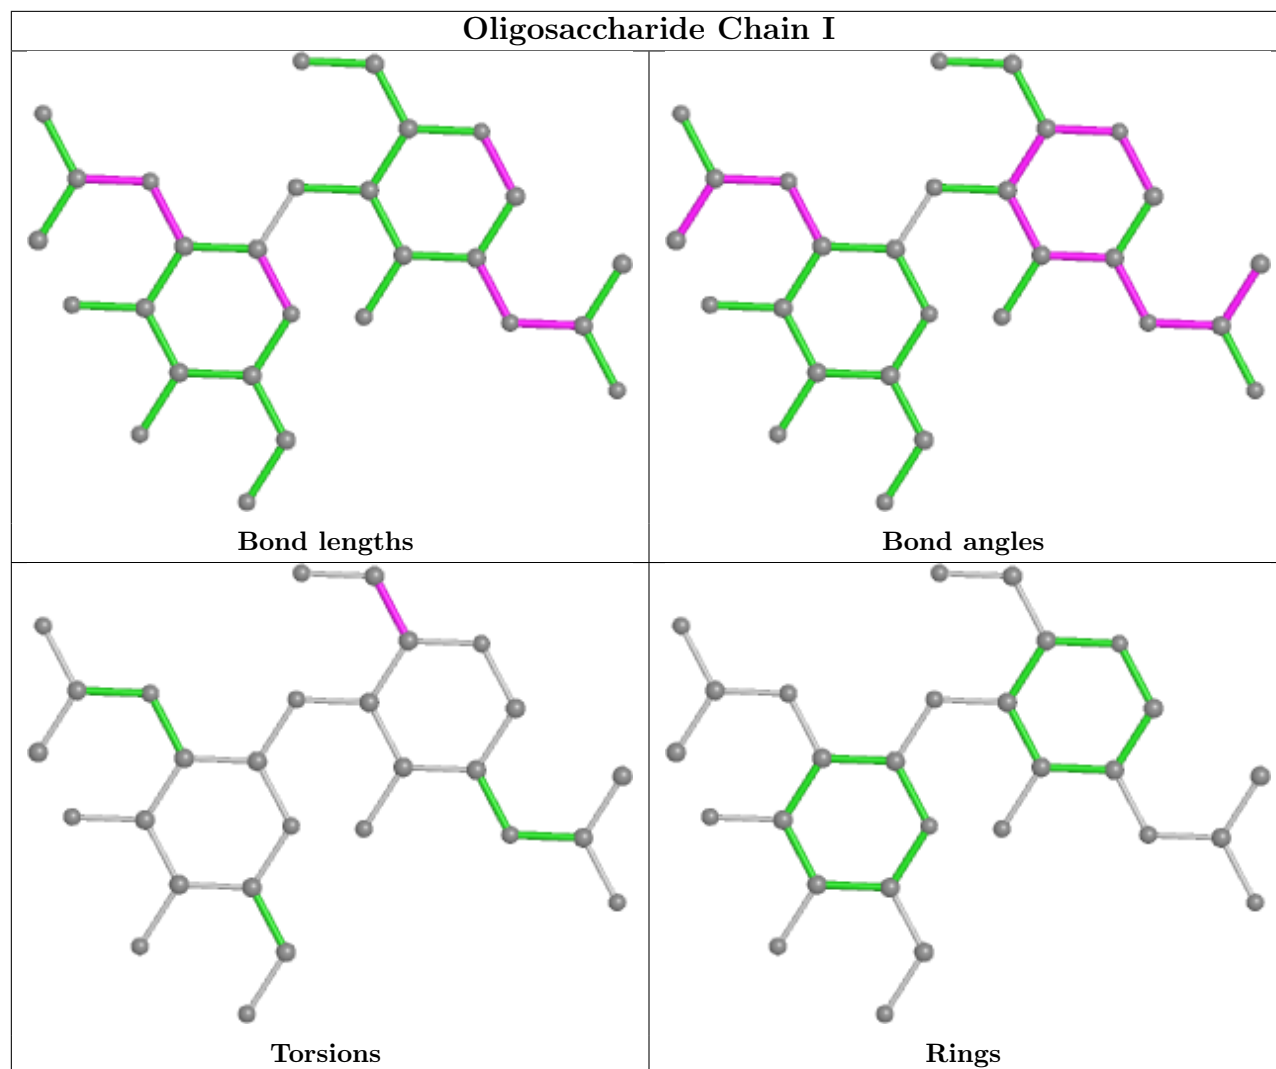 Oligosaccharide Chain I
Bond lengths
Bond angles
Torsions
Rings